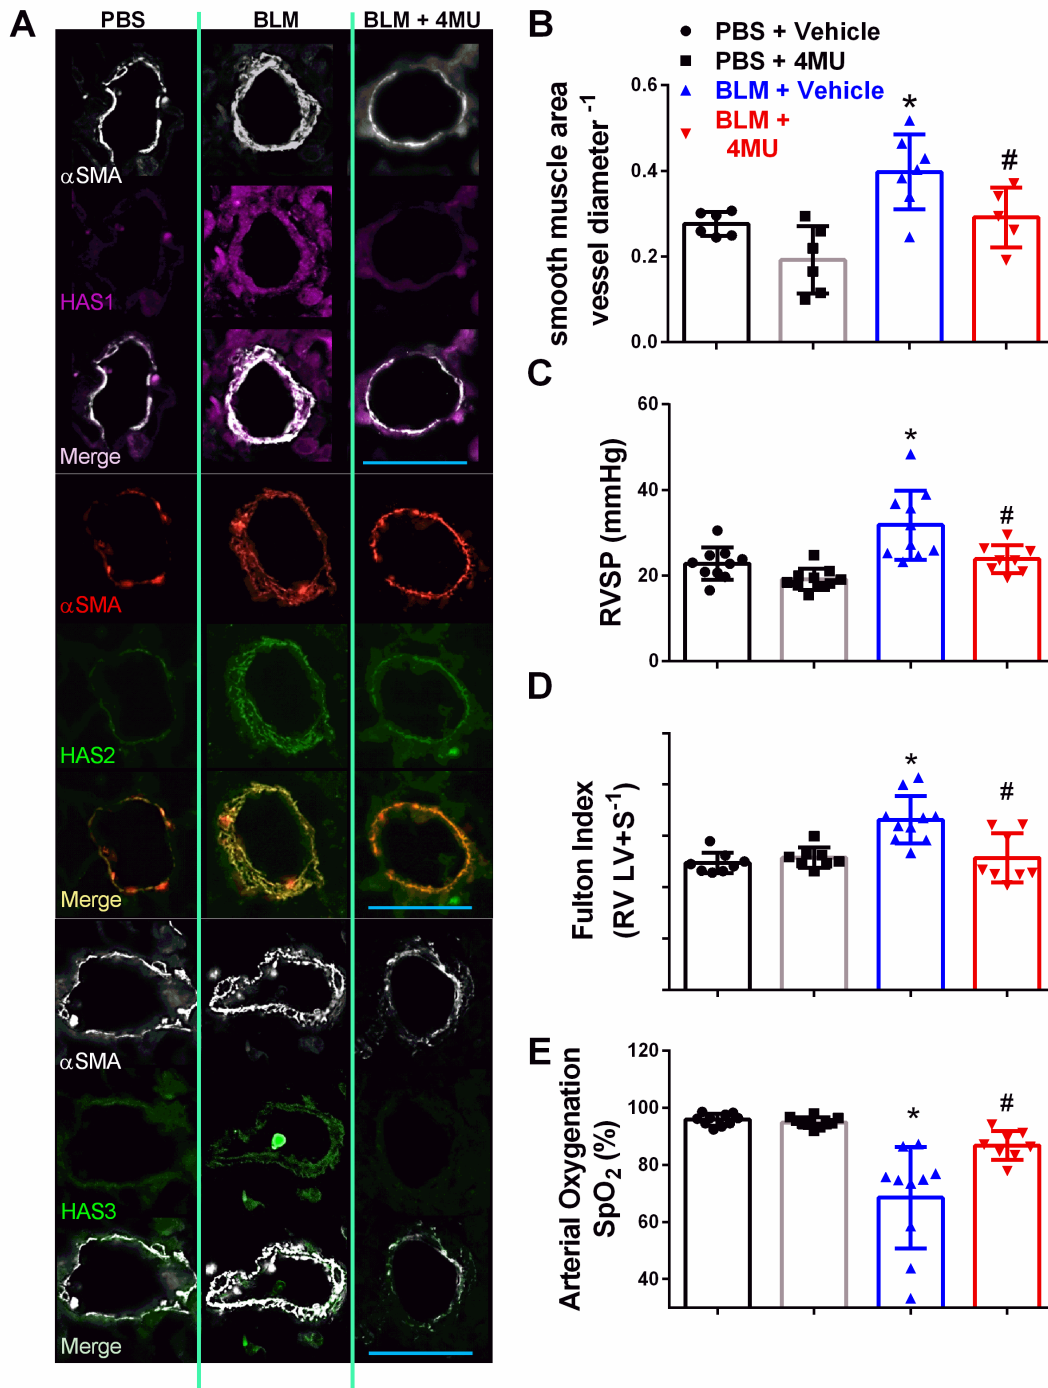 A
PBS
BLM
BLM + 4MU
αSMA
HAS1
Merge
αSMA
HAS2
Merge
αSMA
HAS3
Merge
B
PBS + Vehicle
PBS + 4MU
BLM + Vehicle
BLM +
4MU
smooth muscle area
vessel diameter -1
0.6
0.4
0.2
0.0
*
#
C
RVSP (mmHg)
60
40
20
0
*
#
D
Fulton Index
(RV LV+S-1)
*
#
E
Arterial Oxygenation
SpO2 (%)
120
100
80
60
40
*
#